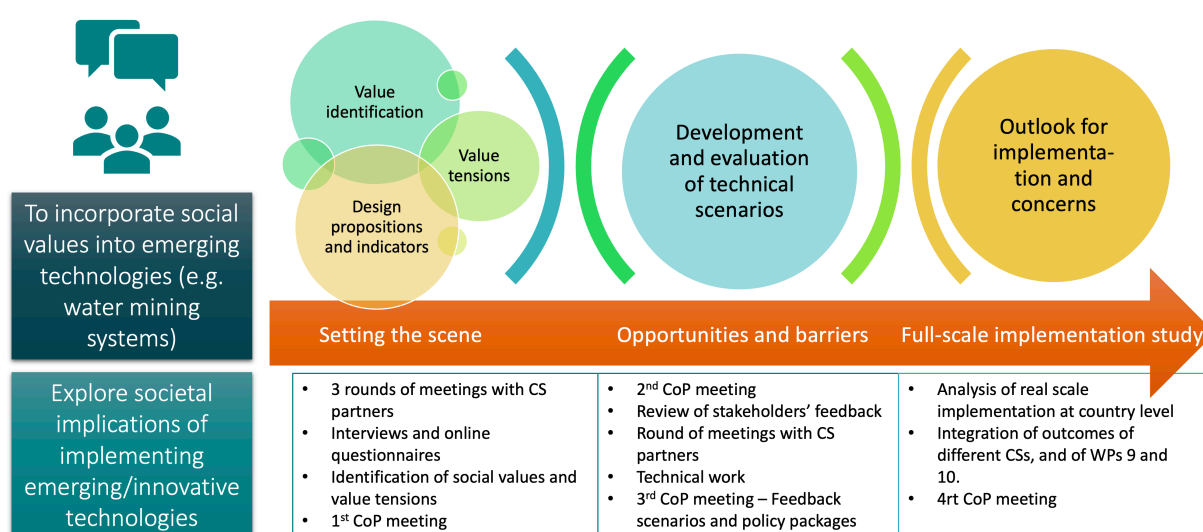 To incorporate social
values into emerging
technologies (e.g.
water mining
systems)
Explore societal
implications of
implementing
emerging/innovative
technologies
Value
identification
Value
tensions
Design
propositions
and indicators
Development
and evaluation
of technical
scenarios
Outlook for
implementa-
tion and
concerns
Setting the scene
Opportunities and barriers
Full-scale implementation study
• 3 rounds of meetings with CS
partners
• Interviews and online
questionnaires
• Identification of social values and
value tensions
• 1st CoP meeting
• 2nd CoP meeting
• Review of stakeholders’ feedback
• Round of meetings with CS
partners
• Technical work
• 3rd CoP meeting – Feedback
scenarios and policy packages
• Analysis of real scale
implementation at country level
• Integration of outcomes of
different CSs, and of WPs 9 and
10.
• 4rt CoP meeting